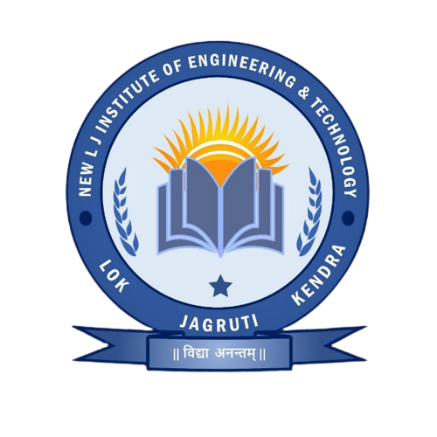 NEW L J INSTITUTE OF ENGINEERING & TECHNOLOGY
LOK JAGRUTI KENDRA
|| विद्या अनन्तम् ||